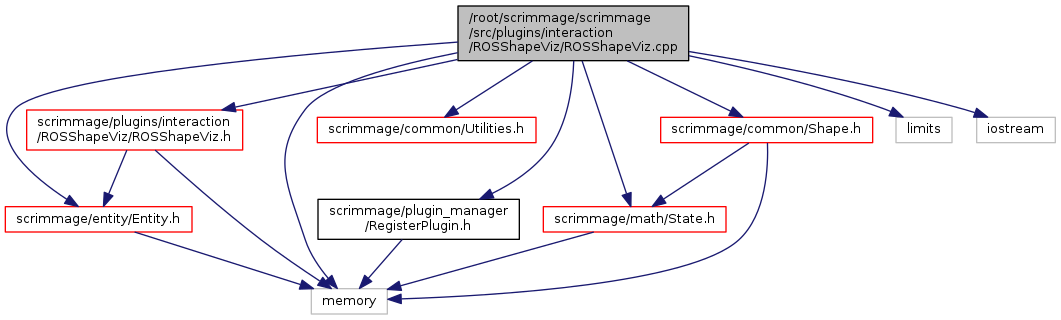 /root/scrimmage/scrimmage
/src/plugins/interaction
/ROSShapeViz/ROSShapeViz.cpp
scrimmage/plugins/interaction
/ROSShapeViz/ROSShapeViz.h
scrimmage/common/Utilities.h
scrimmage/common/Shape.h
limits
iostream
scrimmage/entity/Entity.h
scrimmage/plugin_manager
/RegisterPlugin.h
scrimmage/math/State.h
memory